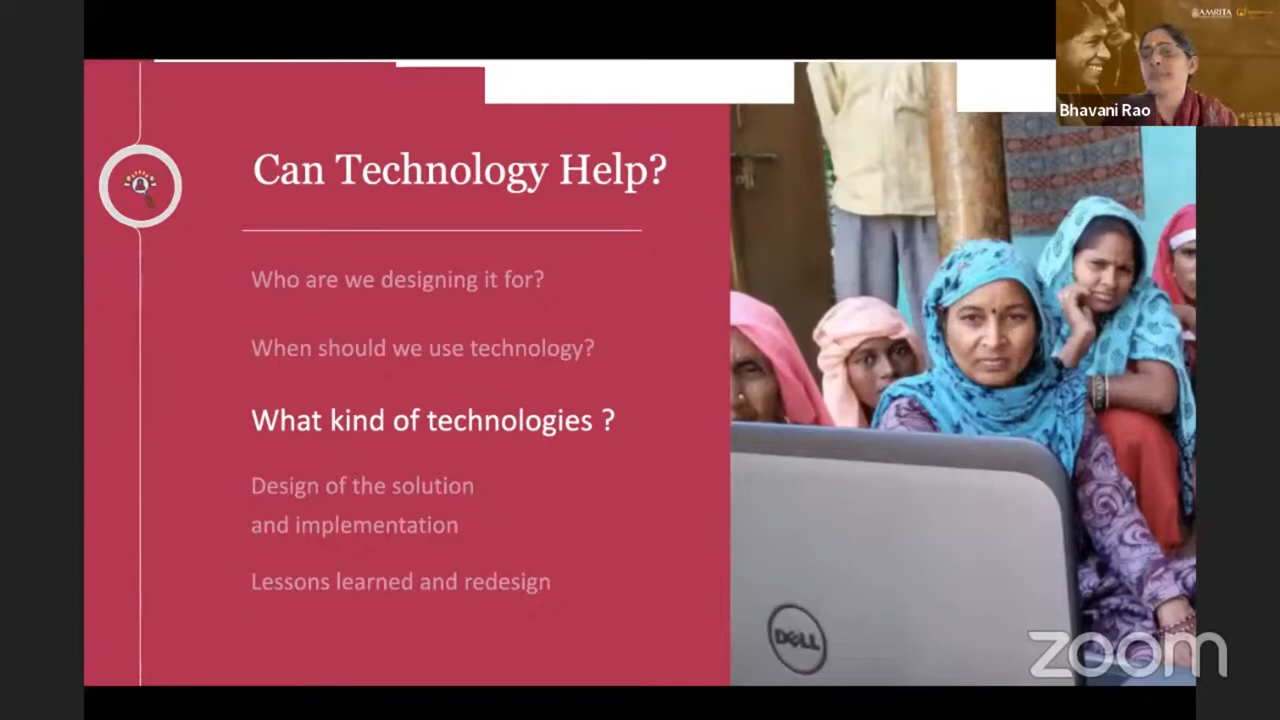 AMRITA
Bhavani Rao
Can Technology Help?
Who are we designing it for?
When should we use technology?
What kind of technologies ?
Design of the solution
and implementation
Lessons learned and redesign
DELL
zoom